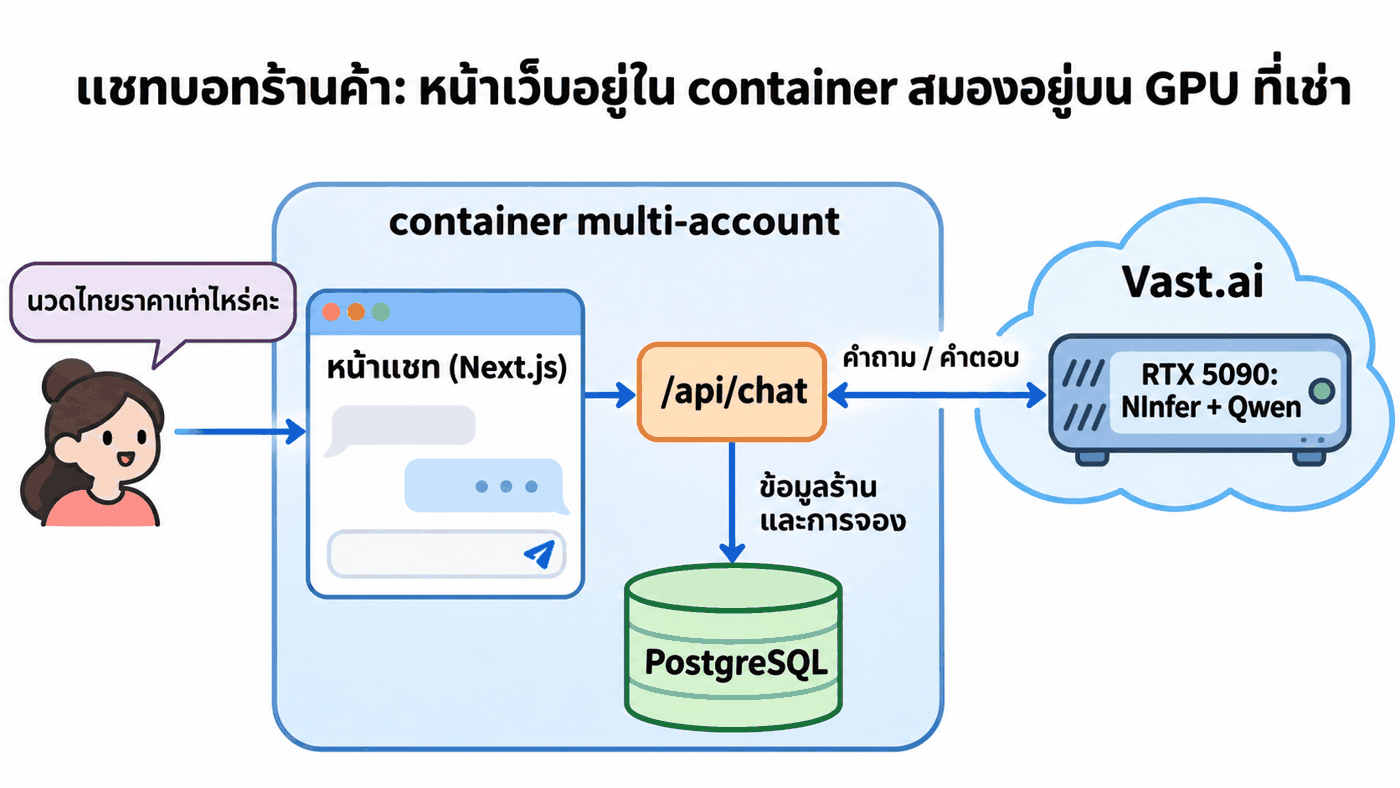 แชทบอทร้านค้า: หน้าเว็บอยู่ใน container สมองอยู่บน GPU ที่เช่า
container multi-account
นวดไทยราคาเท่าไหร่คะ
หน้าแชท (Next.js)
/api/chat
คำถาม / คำตอบ
Vast.ai
RTX 5090:
NInfer + Qwen
ข้อมูลร้าน
และการจอง
PostgreSQL